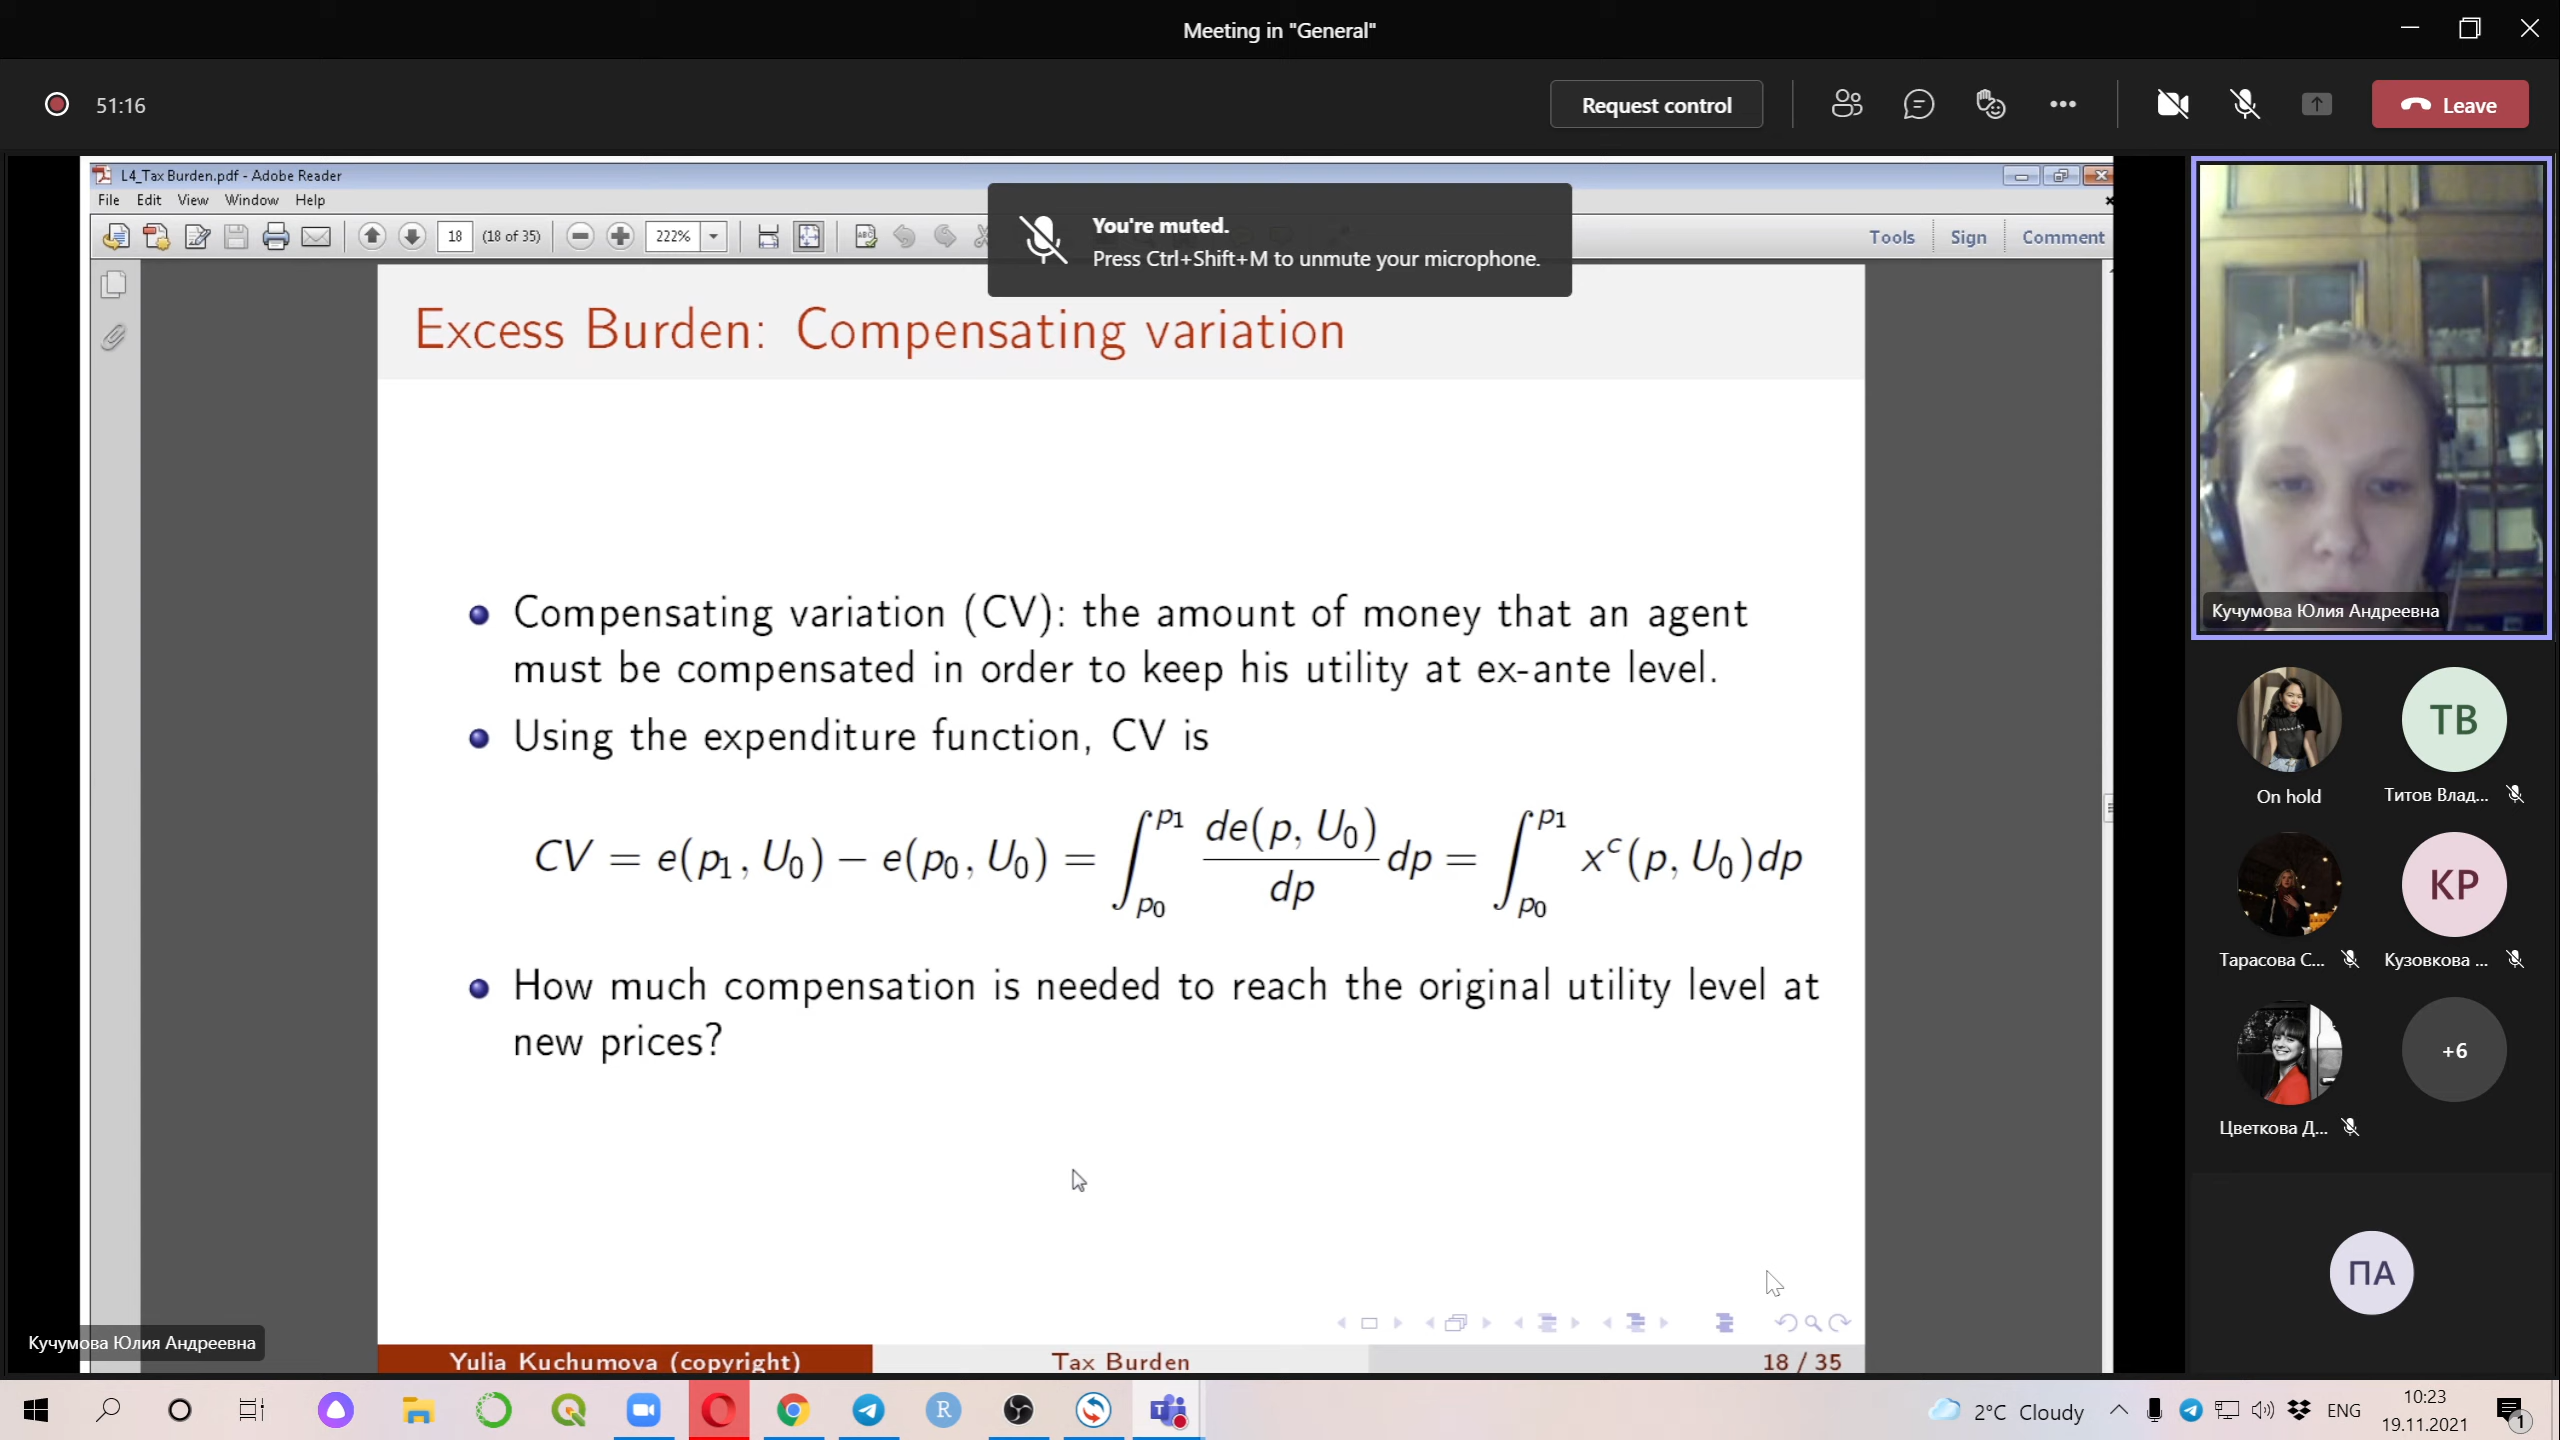 Meeting in "General"
51:16
Request control
Leave
L4_Tax Burden.pdf - Adobe Reader
File Edit View Window Help
18 (18 of 35) 222%
Tools Sign Comment
You're muted.
Press Ctrl+Shift+M to unmute your microphone.
Excess Burden: Compensating variation
Compensating variation (CV): the amount of money that an agent
must be compensated in order to keep his utility at ex-ante level.
Using the expenditure function, CV is
CV = e(p₁, U₀) − e(p₀, U₀) = ∫_{p₀}^{p₁} de(p, U₀)/dp dp = ∫_{p₀}^{p₁} xᶜ(p, U₀)dp
How much compensation is needed to reach the original utility level at
new prices?
Yulia Kuchumova (copyright) Tax Burden 18 / 35
Кучумова Юлия Андреевна
Кучумова Юлия Андреевна
On hold
ТВ
Титов Влад...
Тарасова С...
КР
Кузовкова ...
Цветкова Д...
+6
ПА
2°C Cloudy
ENG
10:23
19.11.2021
1